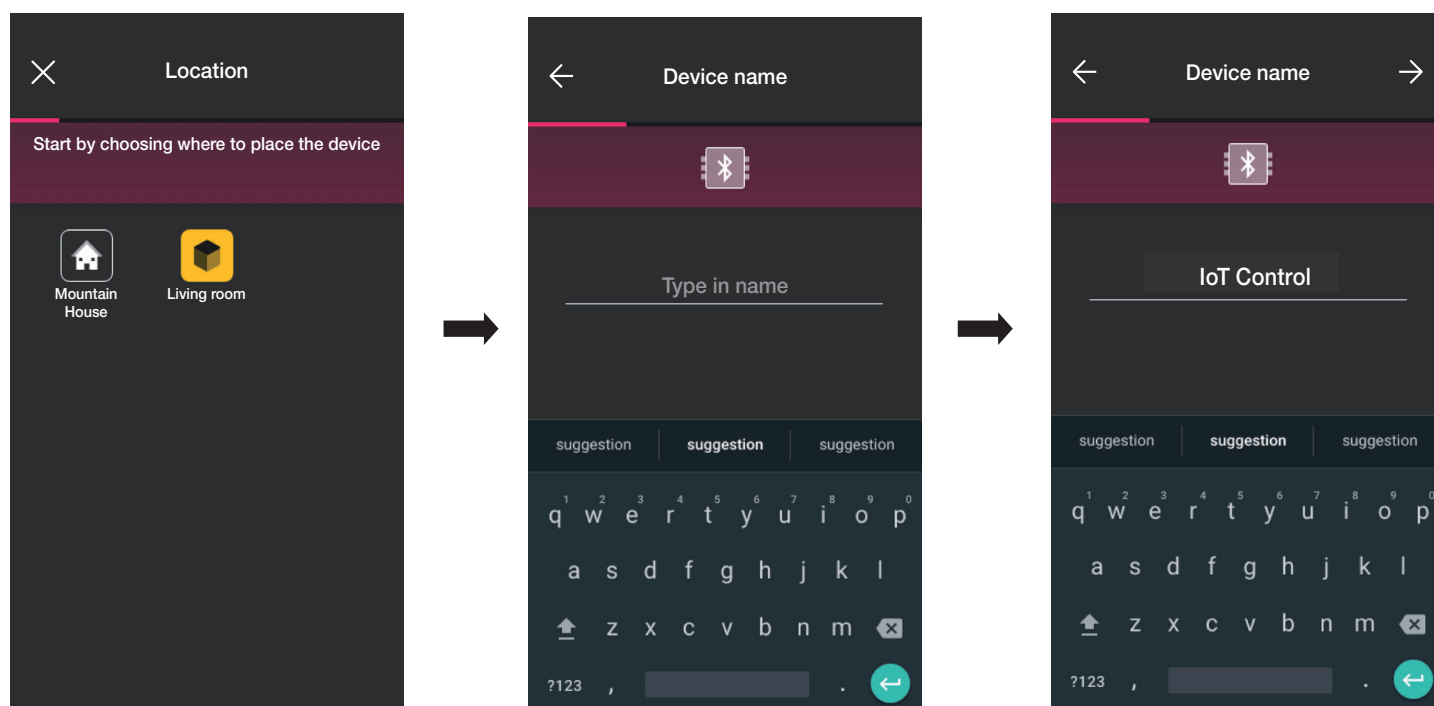 Location
Start by choosing where to place the device
Mountain
House
Living room
Device name
Type in name
suggestion suggestion suggestion
1 2 3 4 5 6 7 8 9 0
q w e r t y u i o p
a s d f g h j k l
z x c v b n m
?123 , .
Device name
IoT Control
suggestion suggestion suggestion
1 2 3 4 5 6 7 8 9 0
q w e r t y u i o p
a s d f g h j k l
z x c v b n m
?123 , .